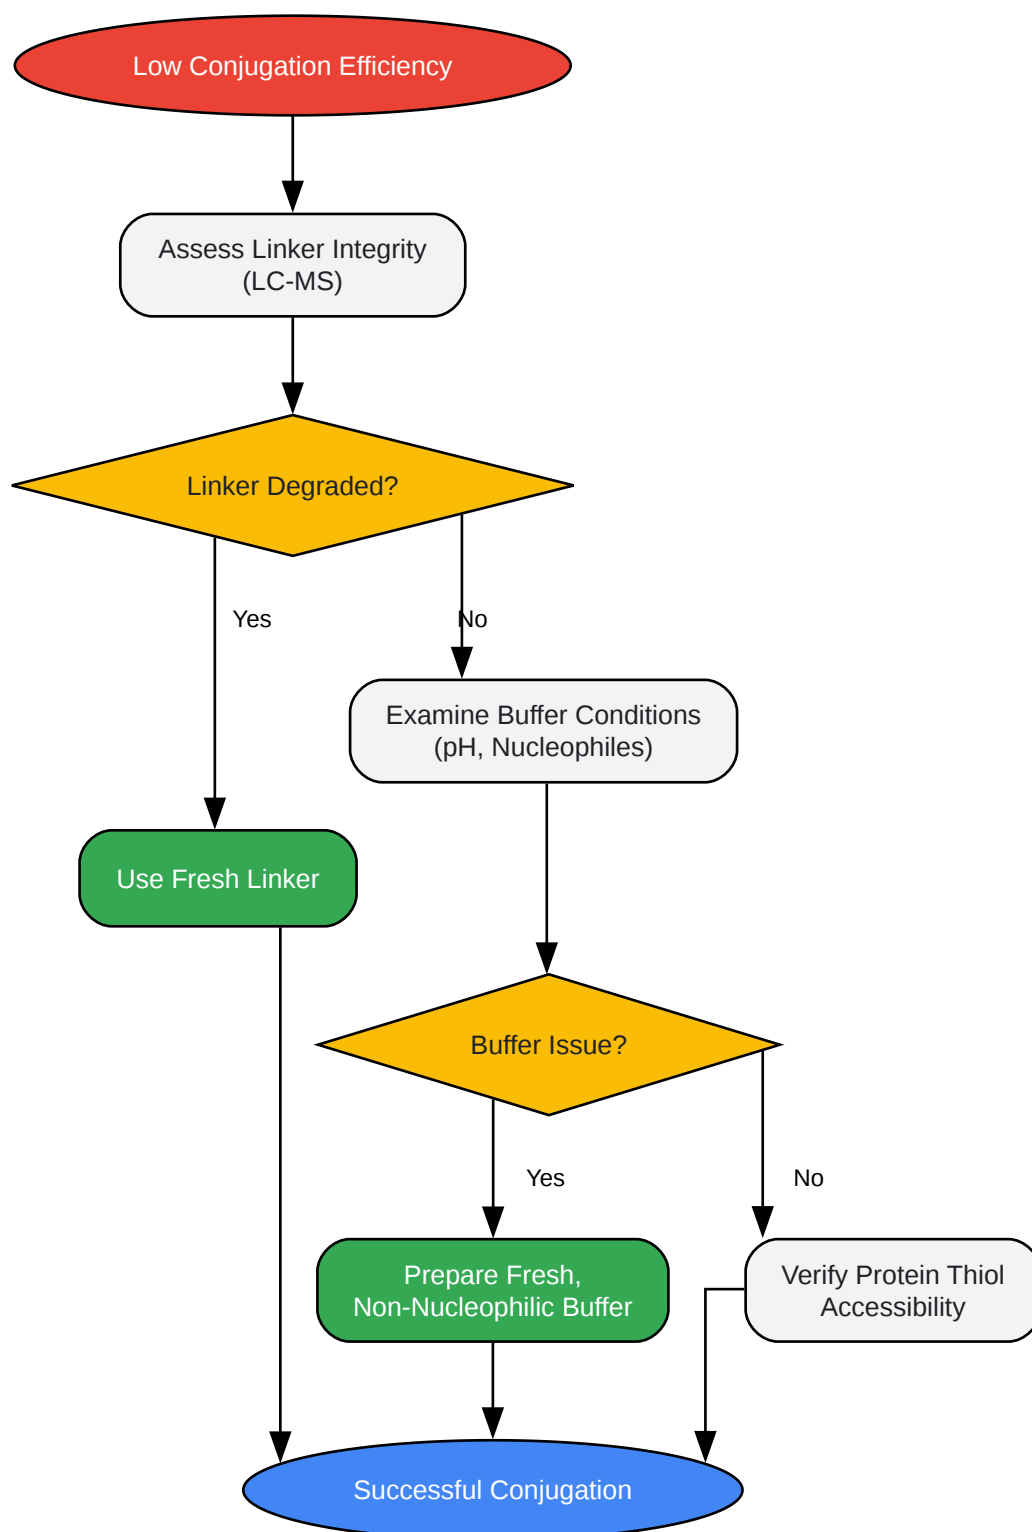 Low Conjugation Efficiency
Assess Linker Integrity
(LC-MS)
Linker Degraded?
Yes
No
Examine Buffer Conditions
(pH, Nucleophiles)
Use Fresh Linker
Buffer Issue?
Yes
No
Prepare Fresh,
Non-Nucleophilic Buffer
Verify Protein Thiol
Accessibility
Successful Conjugation